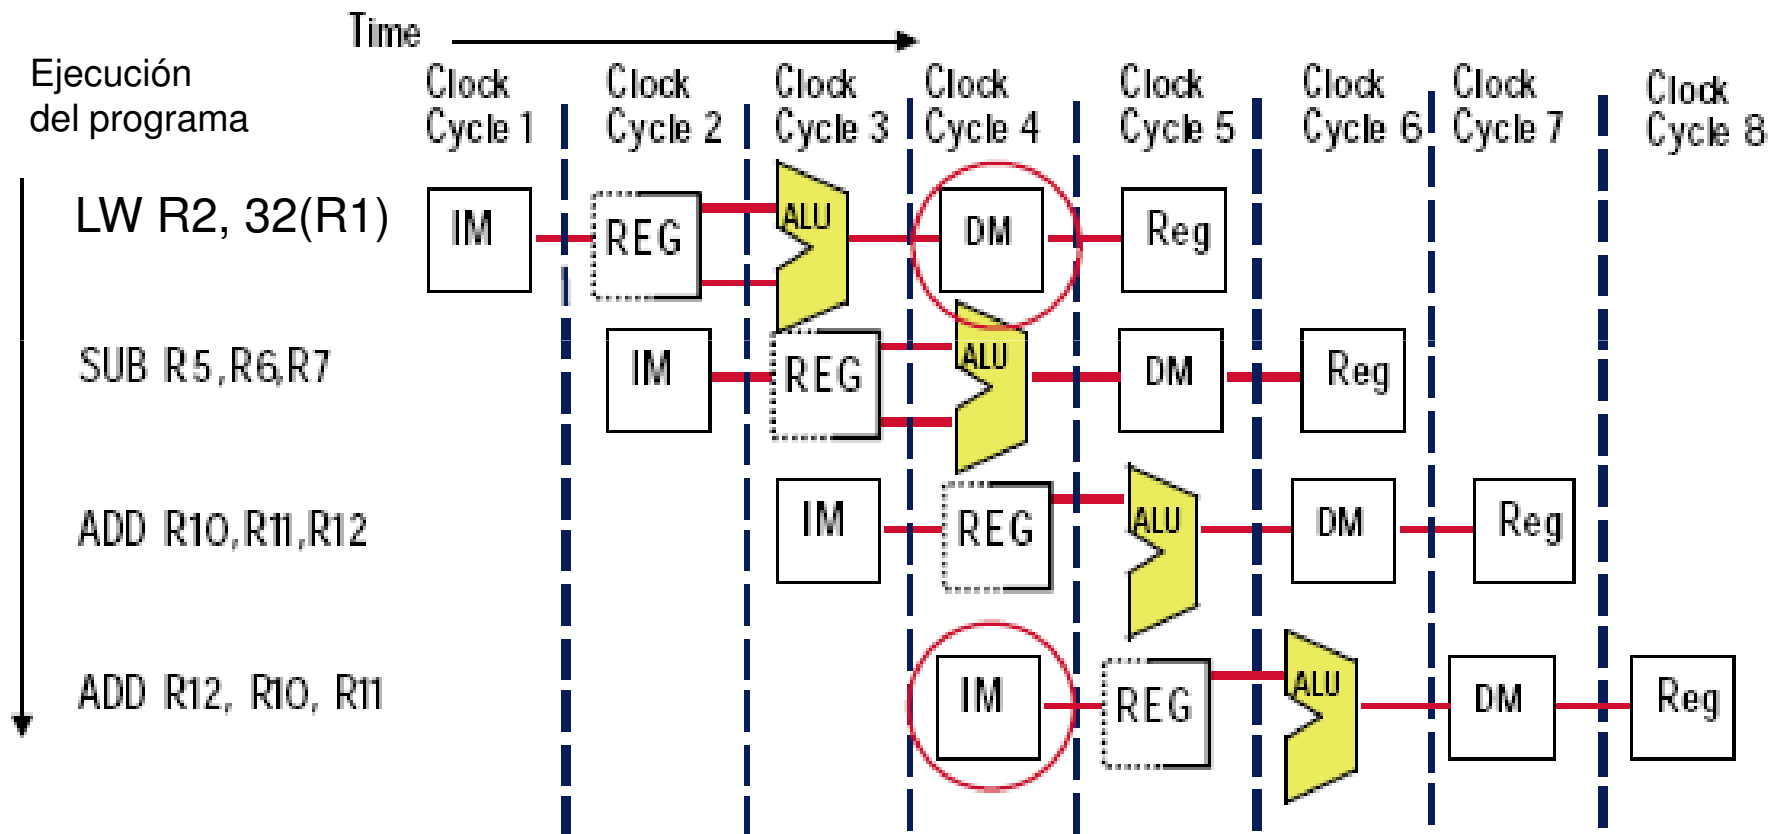 Time
Ejecución
del programa
Clock
Cycle 1
Clock
Cycle 2
Clock
Cycle 3
Clock
Cycle 4
Clock
Cycle 5
Clock
Cycle 6
Clock
Cycle 7
Clock
Cycle 8
LW R2, 32(R1)
IM
REG
ALU
DM
Reg
SUB R5,R6,R7
IM
REG
ALU
DM
Reg
ADD R10,R11,R12
IM
REG
ALU
DM
Reg
ADD R12, R10, R11
IM
REG
ALU
DM
Reg